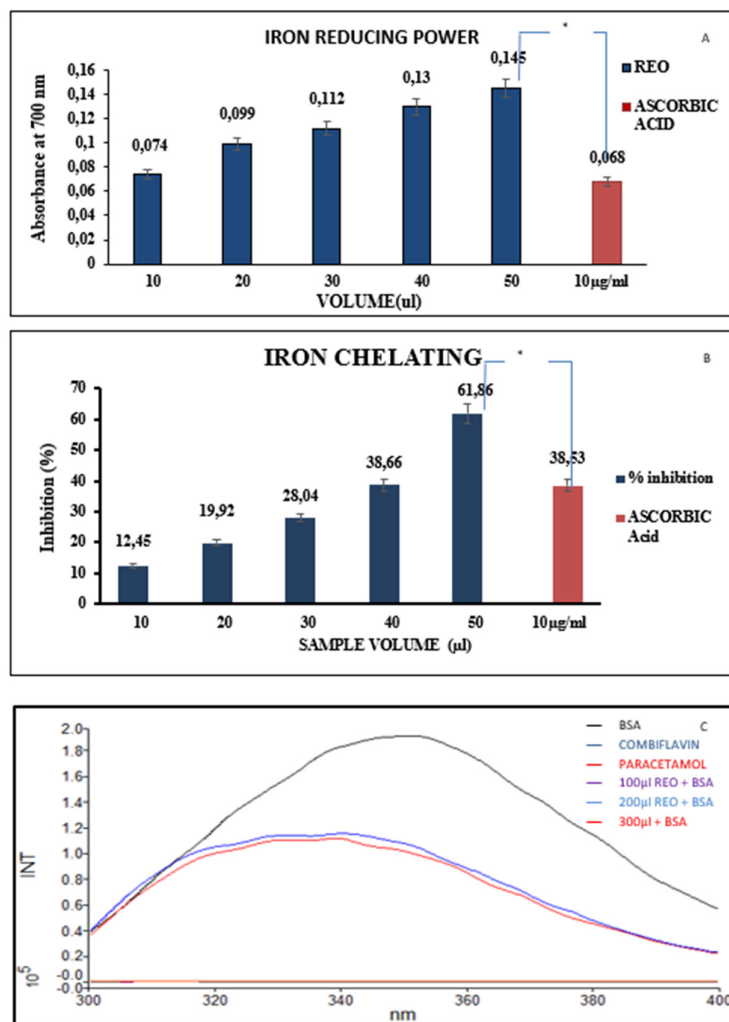 IRON REDUCING POWER
A
*
0,16
0,14
0,12
0,1
0,08
0,06
0,04
0,02
0
Absorbance at 700 nm
0,074
0,099
0,112
0,13
0,145
0,068
REO
ASCORBIC
ACID
10 20 30 40 50 10µg/ml
VOLUME(ul)
IRON CHELATING
B
*
70
60
50
40
30
20
10
0
Inhibition (%)
12,45
19,92
28,04
38,66
61,86
38,53
% inhibition
ASCORBIC
Acid
10 20 30 40 50 10µg/ml
SAMPLE VOLUME (µl)
C
BSA
COMBIFLAVIN
PARACETAMOL
100µl REO + BSA
200µl REO + BSA
300µl + BSA
2.0
1.8
1.6
1.4
1.2
1.0
0.8
0.6
0.4
0.2
-0.0
-0.0
INT
10⁵
300 320 340 360 380 400
nm